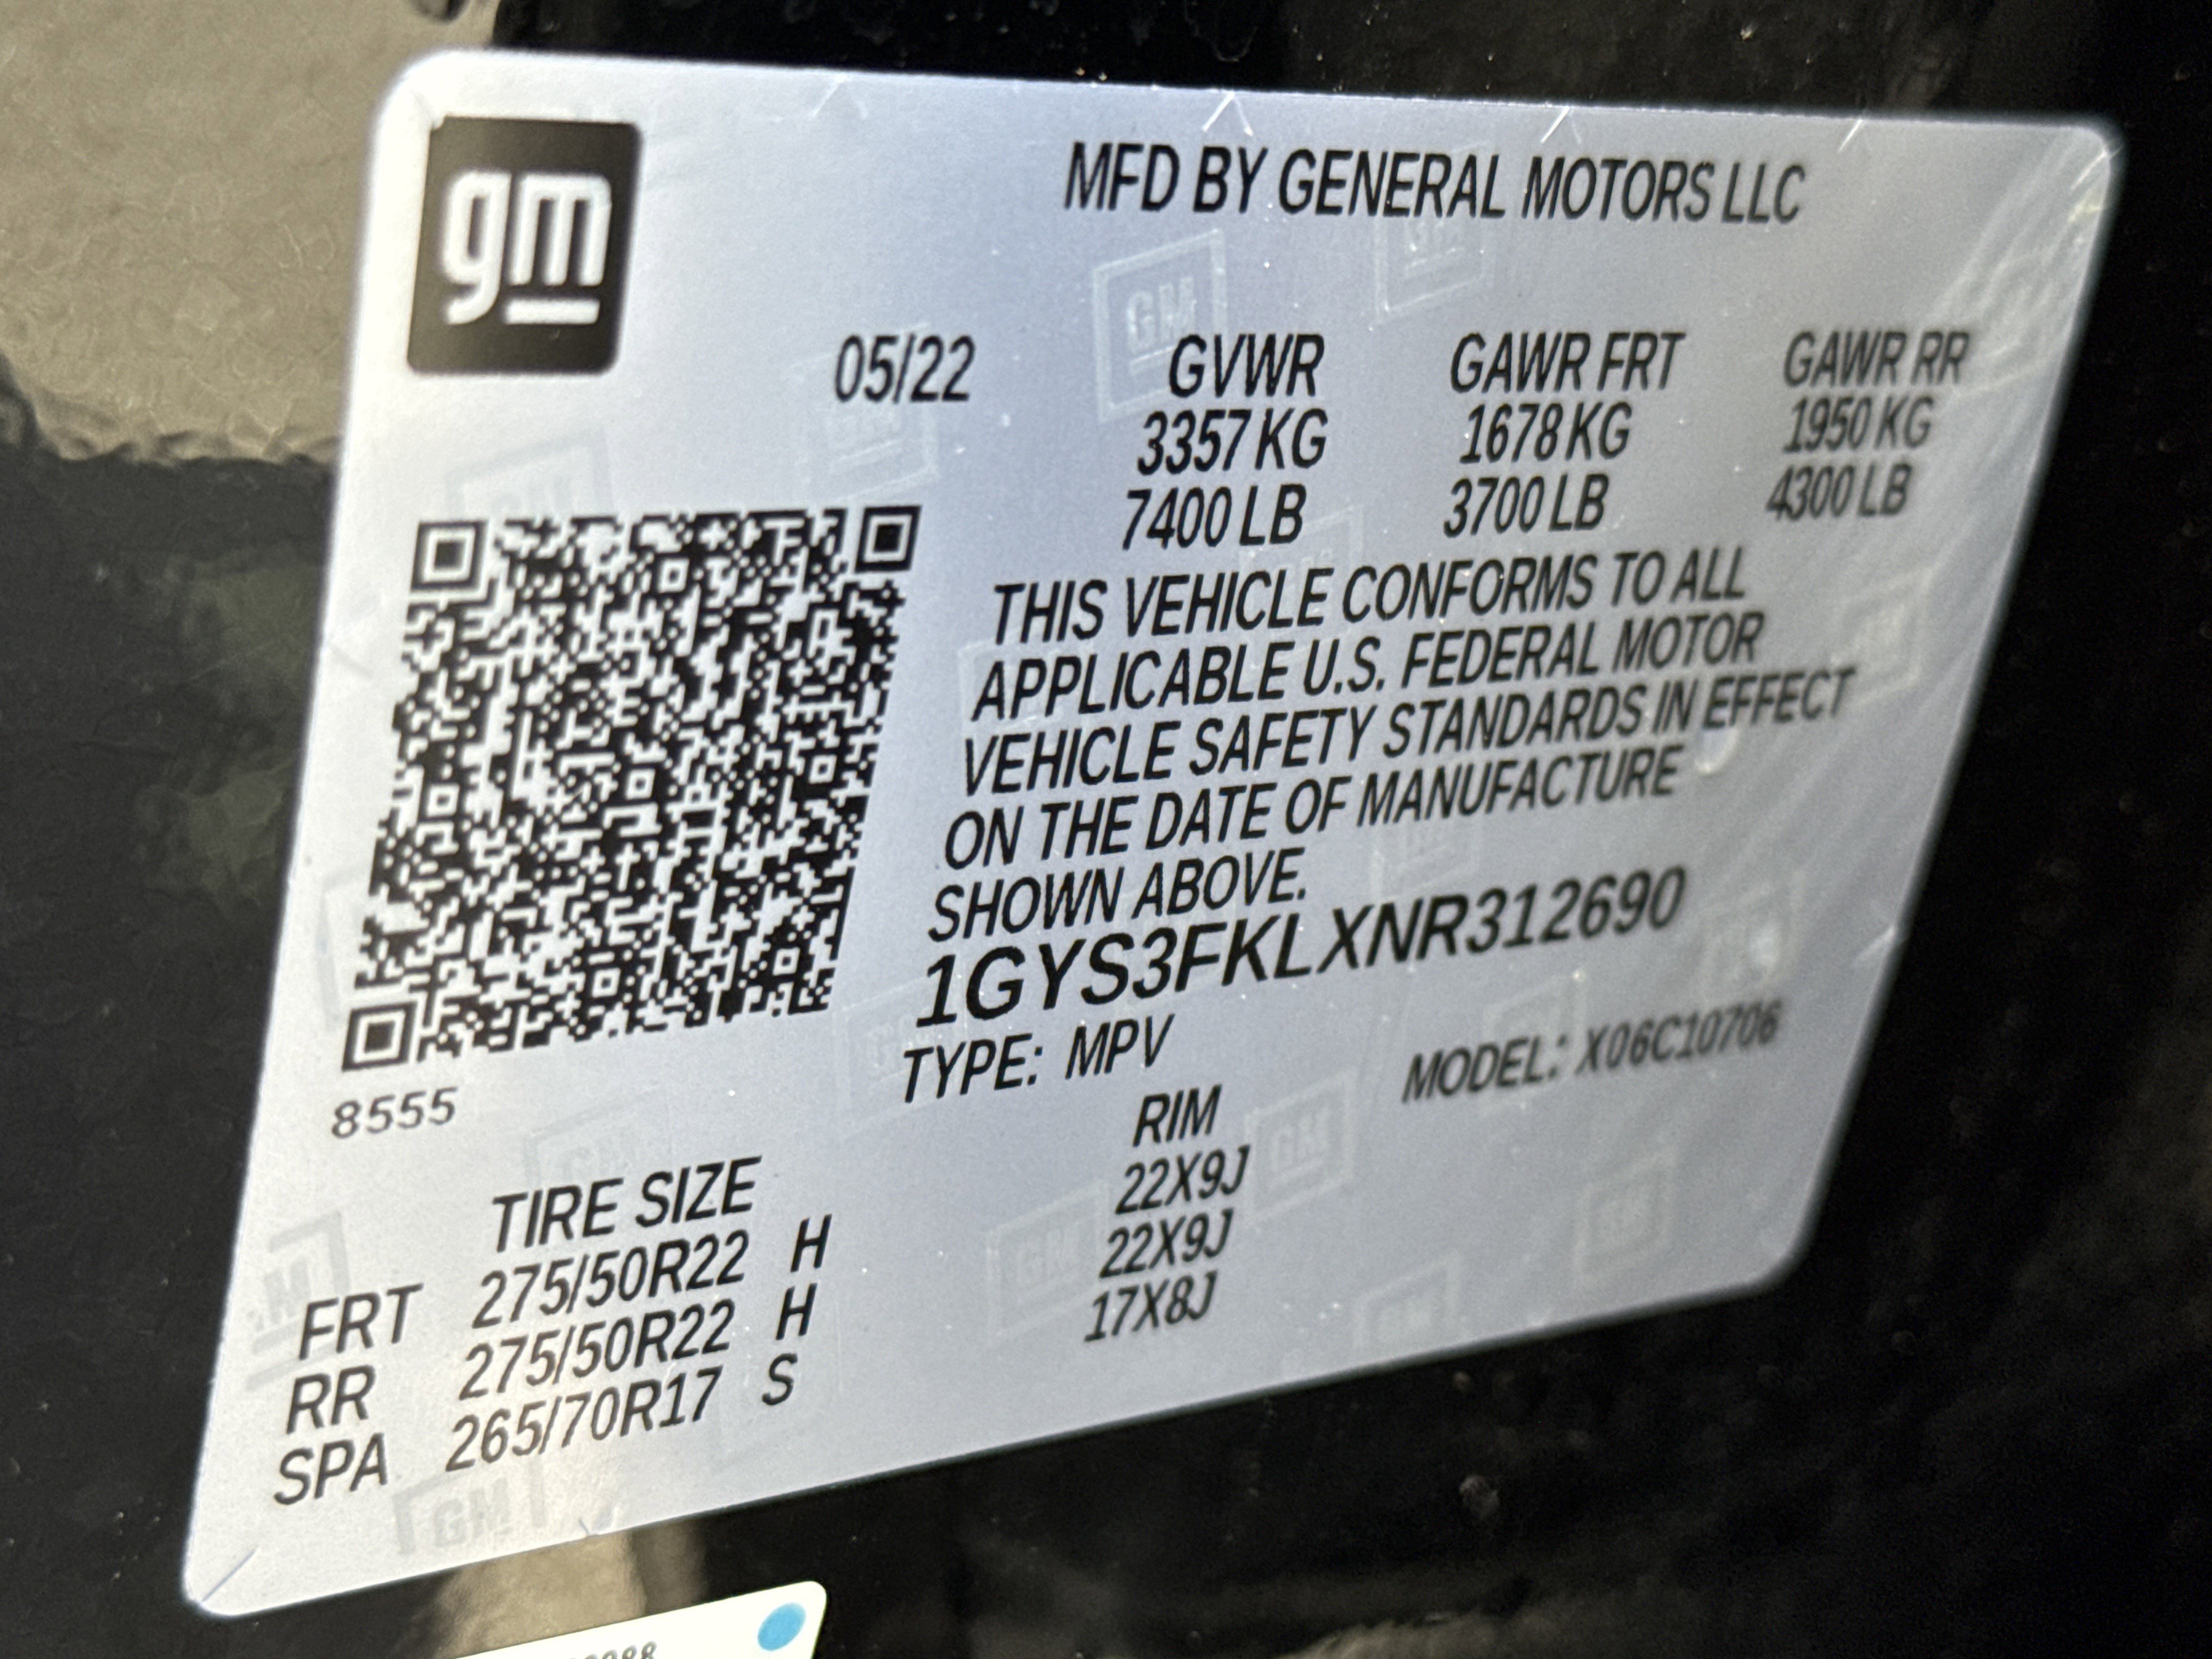 gm
MFD BY GENERAL MOTORS LLC
05/22 GVWR GAWR FRT GAWR RR
3357 KG 1678 KG 1950 KG
7400 LB 3700 LB 4300 LB
THIS VEHICLE CONFORMS TO ALL
APPLICABLE U.S. FEDERAL MOTOR
VEHICLE SAFETY STANDARDS IN EFFECT
ON THE DATE OF MANUFACTURE
SHOWN ABOVE.
1GYS3FKLXNR312690
TYPE: MPV MODEL: X06C10706
8555
TIRE SIZE RIM
FRT 275/50R22 H 22X9J
RR 275/50R22 H 22X9J
SPA 265/70R17 S 17X8J